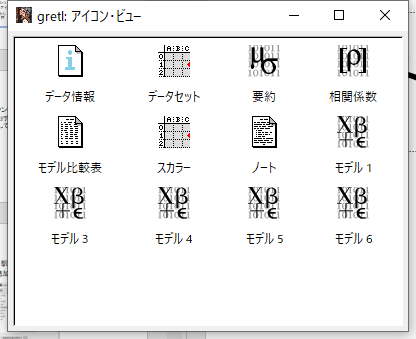 gretl: アイコン・ビュー
データ情報
データセット
要約
相関係数
モデル比較表
スカラー
ノート
モデル 1
モデル 3
モデル 4
モデル 5
モデル 6